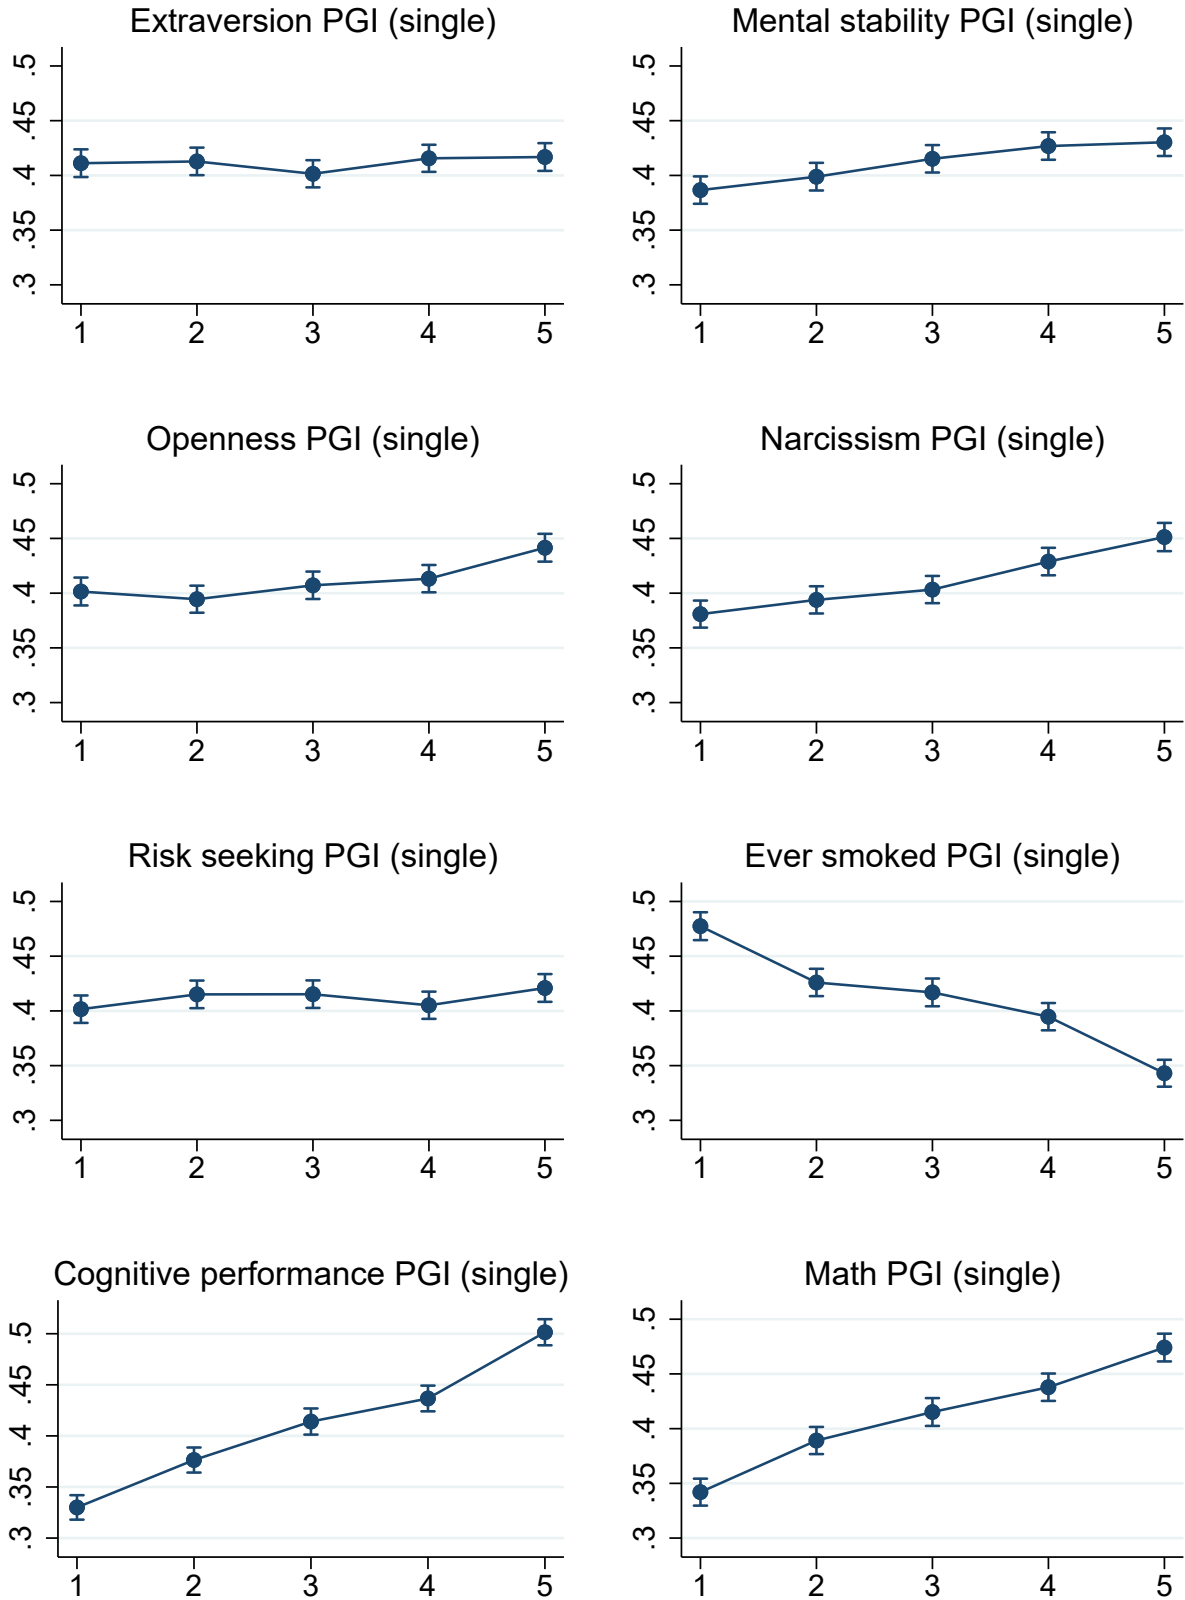 Extraversion PGI (single)
.5
.45
.4
.35
.3
1 2 3 4 5
Mental stability PGI (single)
.5
.45
.4
.35
.3
1 2 3 4 5
Openness PGI (single)
.5
.45
.4
.35
.3
1 2 3 4 5
Narcissism PGI (single)
.5
.45
.4
.35
.3
1 2 3 4 5
Risk seeking PGI (single)
.5
.45
.4
.35
.3
1 2 3 4 5
Ever smoked PGI (single)
.5
.45
.4
.35
.3
1 2 3 4 5
Cognitive performance PGI (single)
.5
.45
.4
.35
.3
1 2 3 4 5
Math PGI (single)
.5
.45
.4
.35
.3
1 2 3 4 5